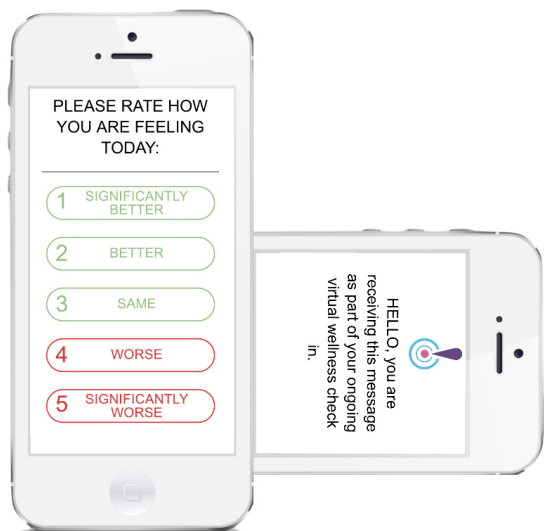 PLEASE RATE HOW
YOU ARE FEELING
TODAY:
1 SIGNIFICANTLY
BETTER
2 BETTER
3 SAME
4 WORSE
5 SIGNIFICANTLY
WORSE
HELLO, you are
receiving this message
as part of your ongoing
virtual wellness check
in.